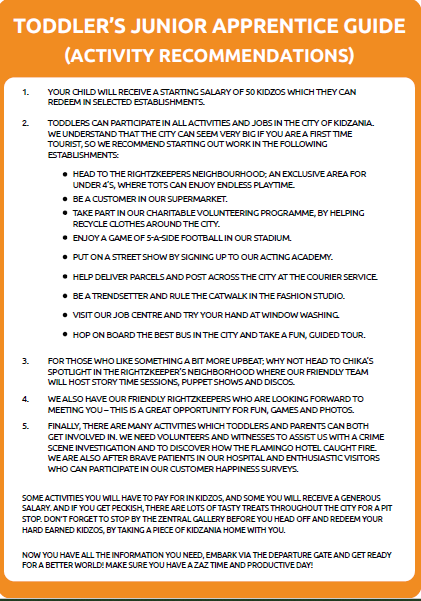 TODDLER'S JUNIOR APPRENTICE GUIDE
(ACTIVITY RECOMMENDATIONS)
1. YOUR CHILD WILL RECEIVE A STARTING SALARY OF 50 KIDZOS WHICH THEY CAN
REDEEM IN SELECTED ESTABLISHMENTS.
2. TODDLERS CAN PARTICIPATE IN ALL ACTIVITIES AND JOBS IN THE CITY OF KIDZANIA.
WE UNDERSTAND THAT THE CITY CAN SEEM VERY BIG IF YOU ARE A FIRST TIME
TOURIST, SO WE RECOMMEND STARTING OUT WORK IN THE FOLLOWING
ESTABLISHMENTS:
• HEAD TO THE RIGHTZKEEPERS NEIGHBOURHOOD; AN EXCLUSIVE AREA FOR
UNDER 4'S, WHERE TOTS CAN ENJOY ENDLESS PLAYTIME.
• BE A CUSTOMER IN OUR SUPERMARKET.
• TAKE PART IN OUR CHARITABLE VOLUNTEERING PROGRAMME, BY HELPING
RECYCLE CLOTHES AROUND THE CITY.
• ENJOY A GAME OF 5-A-SIDE FOOTBALL IN OUR STADIUM.
• PUT ON A STREET SHOW BY SIGNING UP TO OUR ACTING ACADEMY.
• HELP DELIVER PARCELS AND POST ACROSS THE CITY AT THE COURIER SERVICE.
• BE A TRENDSETTER AND RULE THE CATWALK IN THE FASHION STUDIO.
• VISIT OUR JOB CENTRE AND TRY YOUR HAND AT WINDOW WASHING.
• HOP ON BOARD THE BEST BUS IN THE CITY AND TAKE A FUN, GUIDED TOUR.
3. FOR THOSE WHO LIKE SOMETHING A BIT MORE UPBEAT; WHY NOT HEAD TO CHIKA'S
SPOTLIGHT IN THE RIGHTZKEEPER'S NEIGHBORHOOD WHERE OUR FRIENDLY TEAM
WILL HOST STORY TIME SESSIONS, PUPPET SHOWS AND DISCOS.
4. WE ALSO HAVE OUR FRIENDLY RIGHTZKEEPERS WHO ARE LOOKING FORWARD TO
MEETING YOU – THIS IS A GREAT OPPORTUNITY FOR FUN, GAMES AND PHOTOS.
5. FINALLY, THERE ARE MANY ACTIVITIES WHICH TODDLERS AND PARENTS CAN BOTH
GET INVOLVED IN. WE NEED VOLUNTEERS AND WITNESSES TO ASSIST US WITH A CRIME
SCENE INVESTIGATION AND TO DISCOVER HOW THE FLAMINGO HOTEL CAUGHT FIRE.
WE ARE ALSO AFTER BRAVE PATIENTS IN OUR HOSPITAL AND ENTHUSIASTIC VISITORS
WHO CAN PARTICIPATE IN OUR CUSTOMER HAPPINESS SURVEYS.
SOME ACTIVITIES YOU WILL HAVE TO PAY FOR IN KIDZOS, AND SOME YOU WILL RECEIVE A GENEROUS
SALARY. AND IF YOU GET PECKISH, THERE ARE LOTS OF TASTY TREATS THROUGHOUT THE CITY FOR A PIT
STOP. DON'T FORGET TO STOP BY THE ZENTRAL GALLERY BEFORE YOU HEAD OFF AND REDEEM YOUR
HARD EARNED KIDZOS, BY TAKING A PIECE OF KIDZANIA HOME WITH YOU.
NOW YOU HAVE ALL THE INFORMATION YOU NEED, EMBARK VIA THE DEPARTURE GATE AND GET READY
FOR A BETTER WORLD! MAKE SURE YOU HAVE A ZAZ TIME AND PRODUCTIVE DAY!